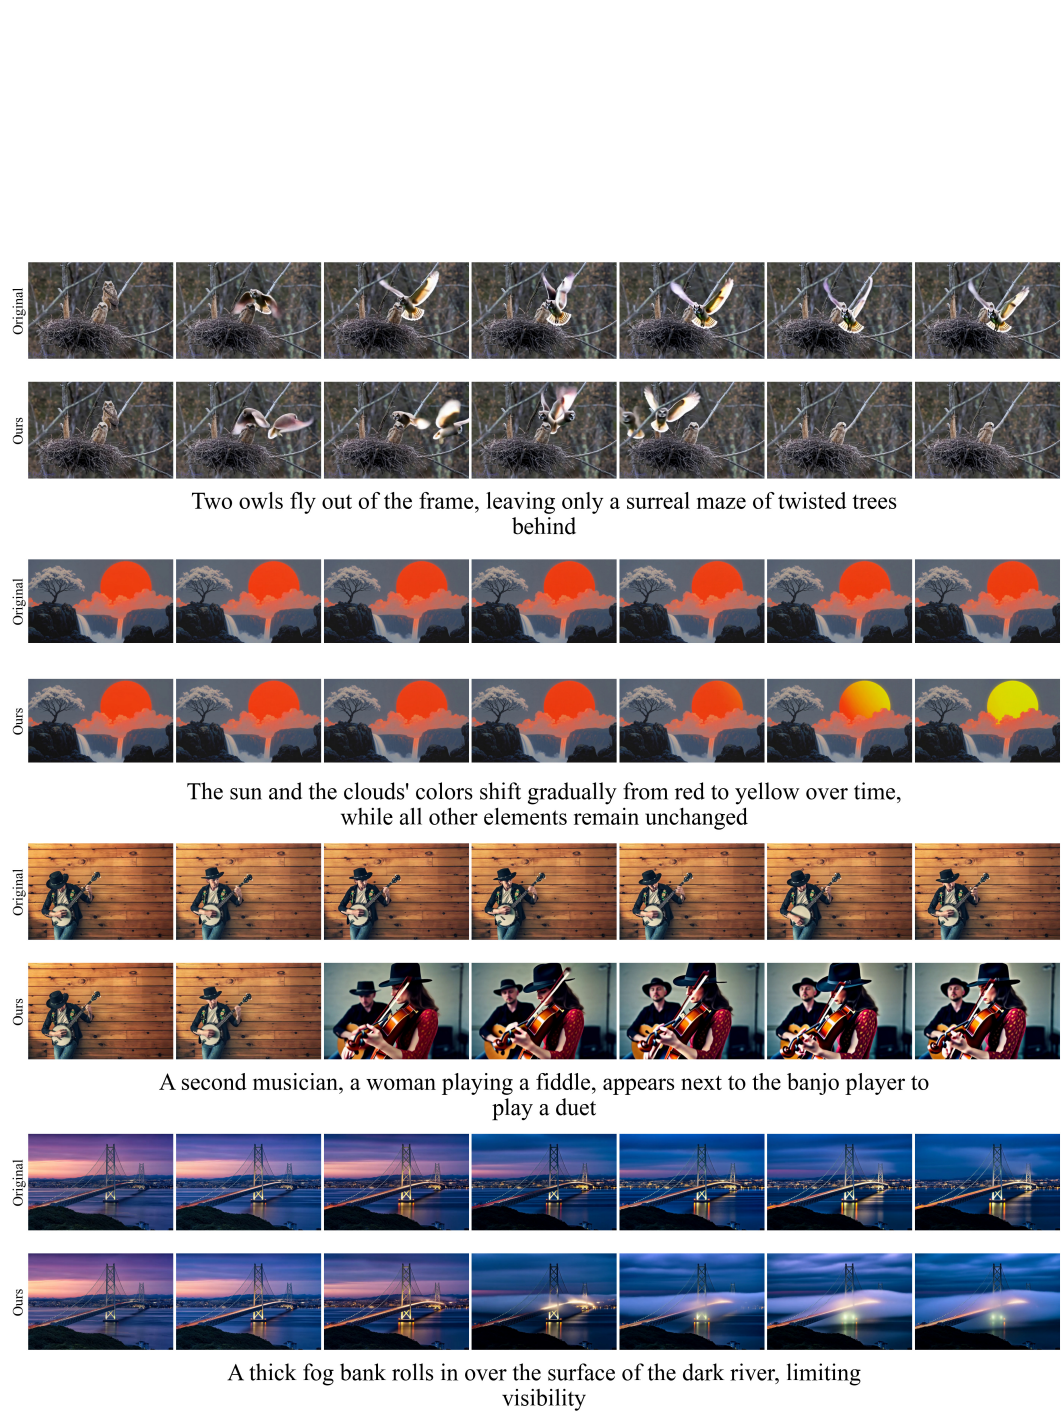 Original
Ours
Two owls fly out of the frame, leaving only a surreal maze of twisted trees
behind
Original
Ours
The sun and the clouds' colors shift gradually from red to yellow over time,
while all other elements remain unchanged
Original
Ours
A second musician, a woman playing a fiddle, appears next to the banjo player to
play a duet
Original
Ours
A thick fog bank rolls in over the surface of the dark river, limiting
visibility